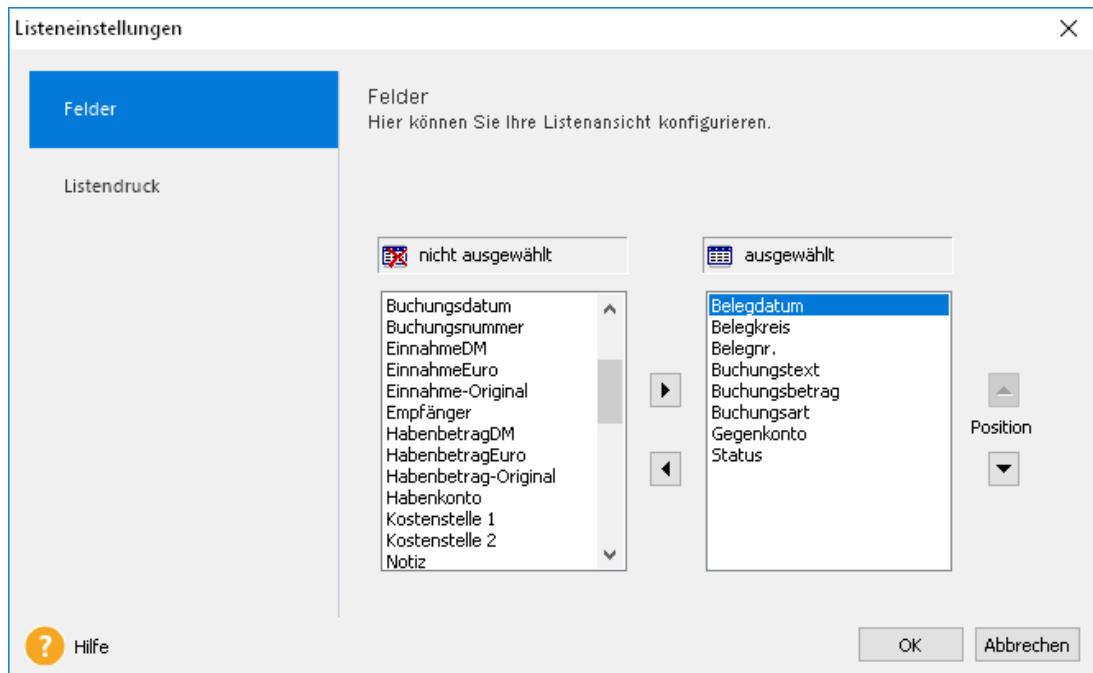 Listeneinstellungen
Felder
Listendruck
Felder
Hier können Sie Ihre Listenansicht konfigurieren.
nicht ausgewählt
Buchungsdatum
Buchungsnummer
EinnahmeDM
EinnahmeEuro
Einnahme-Original
Empfänger
HabenbetragDM
HabenbetragEuro
Habenbetrag-Original
Habenkonto
Kostenstelle 1
Kostenstelle 2
Notiz
ausgewählt
Belegdatum
Belegkreis
Belegnr.
Buchungstext
Buchungsbetrag
Buchungsart
Gegenkonto
Status
Position
? Hilfe
OK
Abbrechen